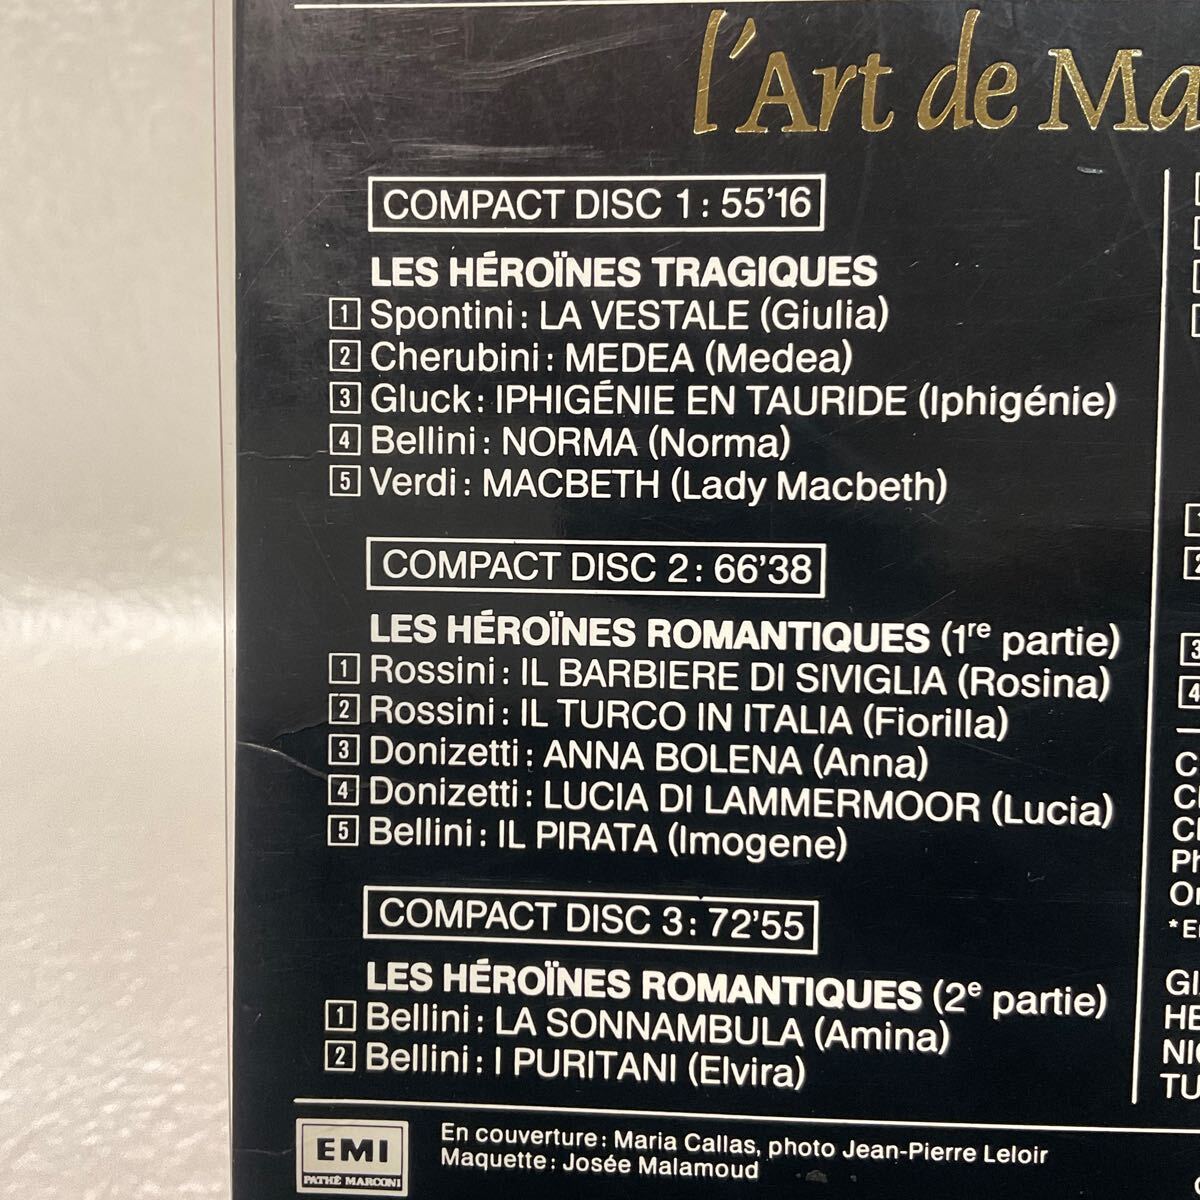 l'Art de
COMPACT DISC 1 : 55'16
LES HÉROÏNES TRAGIQUES
1 Spontini : LA VESTALE (Giulia)
2 Cherubini : MEDEA (Medea)
3 Gluck : IPHIGÉNIE EN TAURIDE (Iphigénie)
4 Bellini : NORMA (Norma)
5 Verdi : MACBETH (Lady Macbeth)
COMPACT DISC 2 : 66'38
LES HÉROÏNES ROMANTIQUES (1re partie)
1 Rossini : IL BARBIERE DI SIVIGLIA (Rosina)
2 Rossini : IL TURCO IN ITALIA (Fiorilla)
3 Donizetti : ANNA BOLENA (Anna)
4 Donizetti : LUCIA DI LAMMERMOOR (Lucia)
5 Bellini : IL PIRATA (Imogene)
COMPACT DISC 3 : 72'55
LES HÉROÏNES ROMANTIQUES (2e partie)
1 Bellini : LA SONNAMBULA (Amina)
2 Bellini : I PURITANI (Elvira)
EMI
PATHÉ MARCONI
En couverture : Maria Callas, photo Jean-Pierre Leloir
Maquette : Josée Malamoud